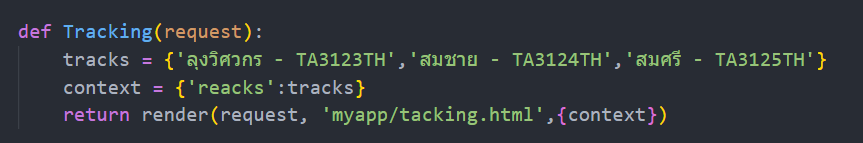 def Tracking(request):
    tracks = {'ลุงวิศวกร - TA3123TH','สมชาย - TA3124TH','สมศรี - TA3125TH'}
    context = {'reacks':tracks}
    return render(request, 'myapp/tacking.html',{context})